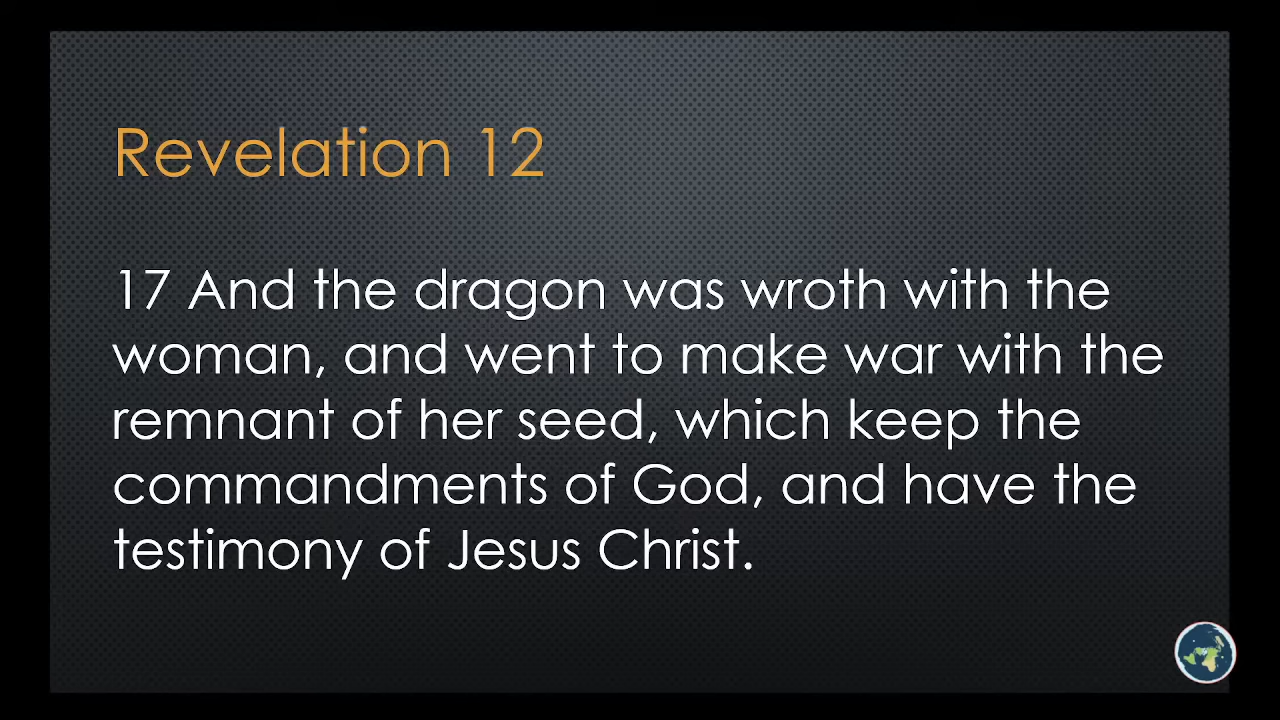 Revelation 12
17 And the dragon was wroth with the
woman, and went to make war with the
remnant of her seed, which keep the
commandments of God, and have the
testimony of Jesus Christ.